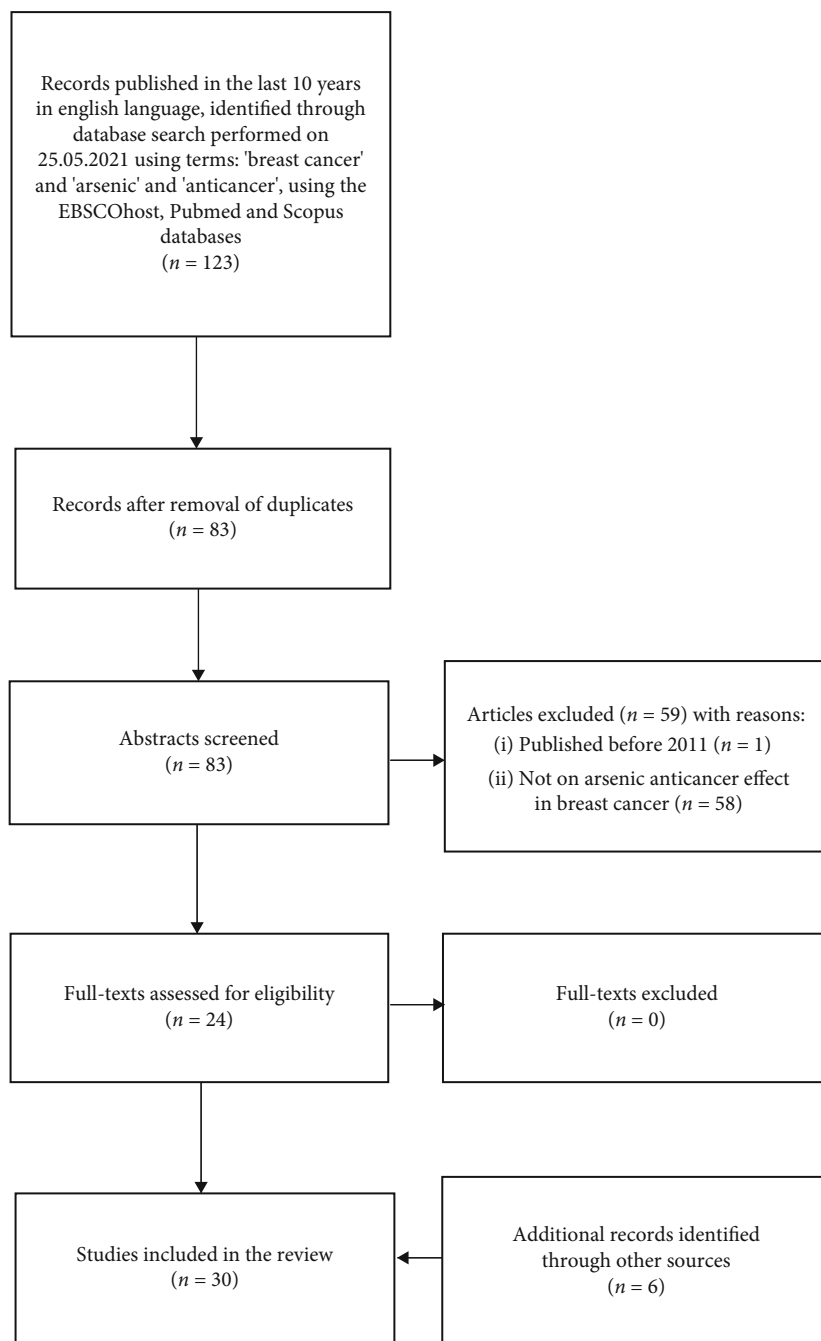 Records published in the last 10 years
in english language, identified through
database search performed on
25.05.2021 using terms: 'breast cancer'
and 'arsenic' and 'anticancer', using the
EBSCOhost, Pubmed and Scopus
databases
(n = 123)
Records after removal of duplicates
(n = 83)
Abstracts screened
(n = 83)
Articles excluded (n = 59) with reasons:
(i) Published before 2011 (n = 1)
(ii) Not on arsenic anticancer effect
in breast cancer (n = 58)
Full-texts assessed for eligibility
(n = 24)
Full-texts excluded
(n = 0)
Studies included in the review
(n = 30)
Additional records identified
through other sources
(n = 6)